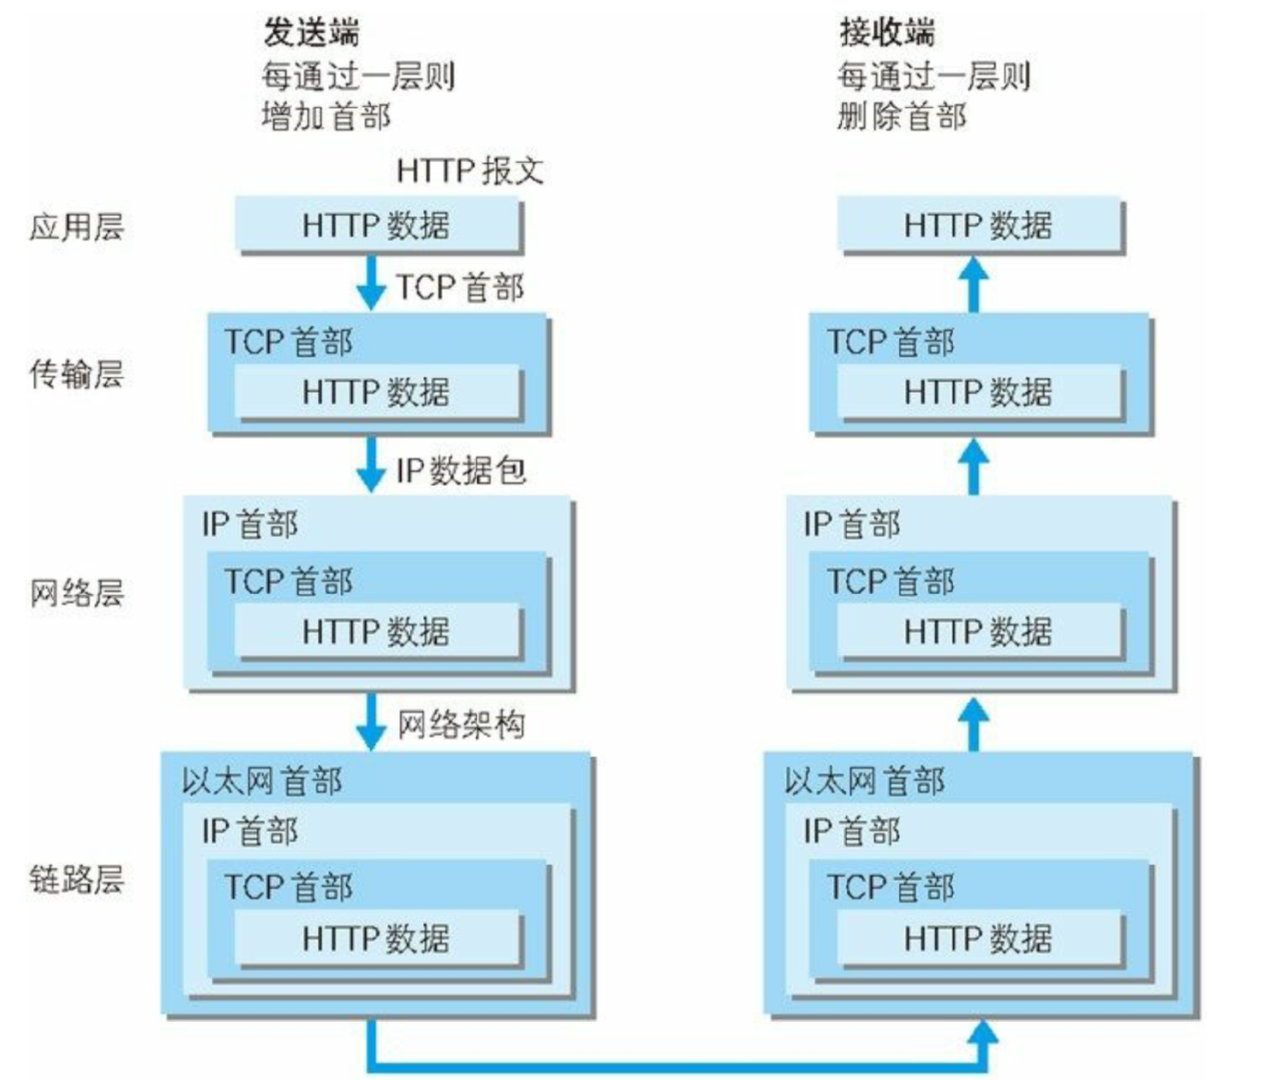 发送端
每通过一层则
增加首部
接收端
每通过一层则
删除首部
HTTP 报文
应用层
HTTP 数据
HTTP 数据
TCP 首部
传输层
TCP 首部
HTTP 数据
TCP 首部
HTTP 数据
IP 数据包
网络层
IP 首部
TCP 首部
HTTP 数据
IP 首部
TCP 首部
HTTP 数据
网络架构
链路层
以太网首部
IP 首部
TCP 首部
HTTP 数据
以太网首部
IP 首部
TCP 首部
HTTP 数据